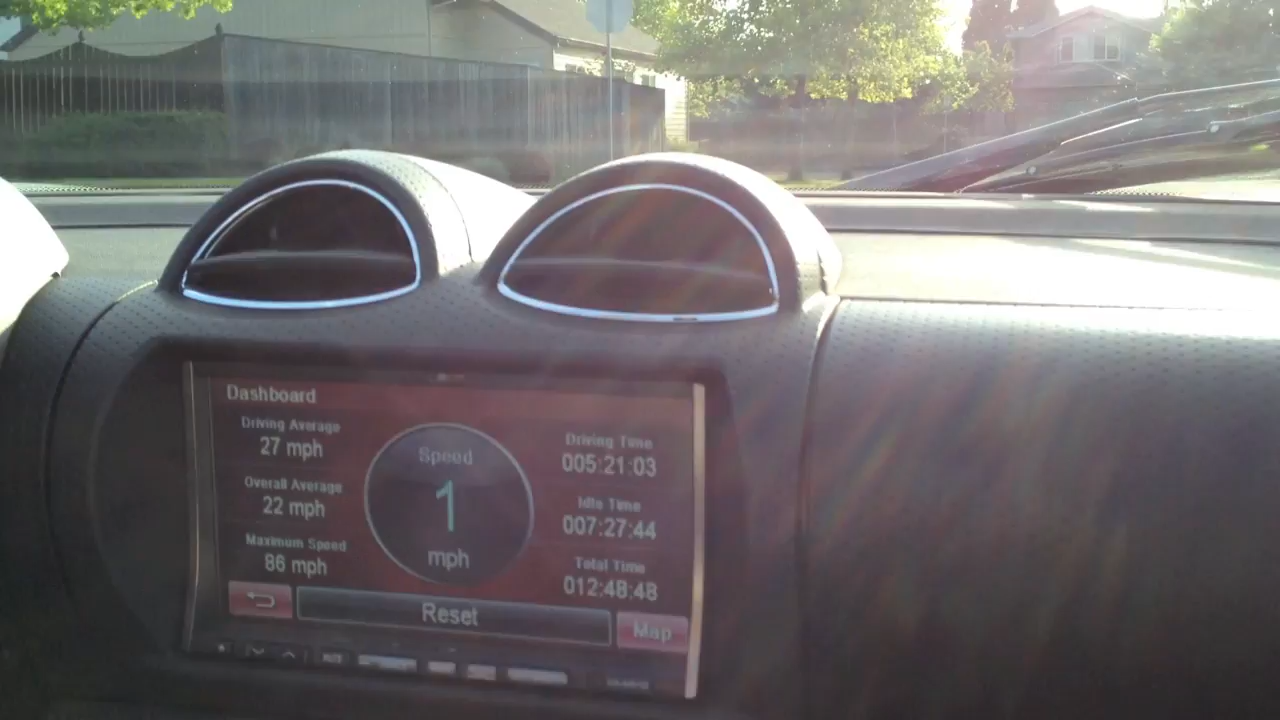 Dashboard
Driving Average
27 mph
Overall Average
22 mph
Maximum Speed
86 mph
Speed
1
mph
Driving Time
005:21:03
Idle Time
007:27:44
Total Time
012:48:48
Reset
Map
MUTE